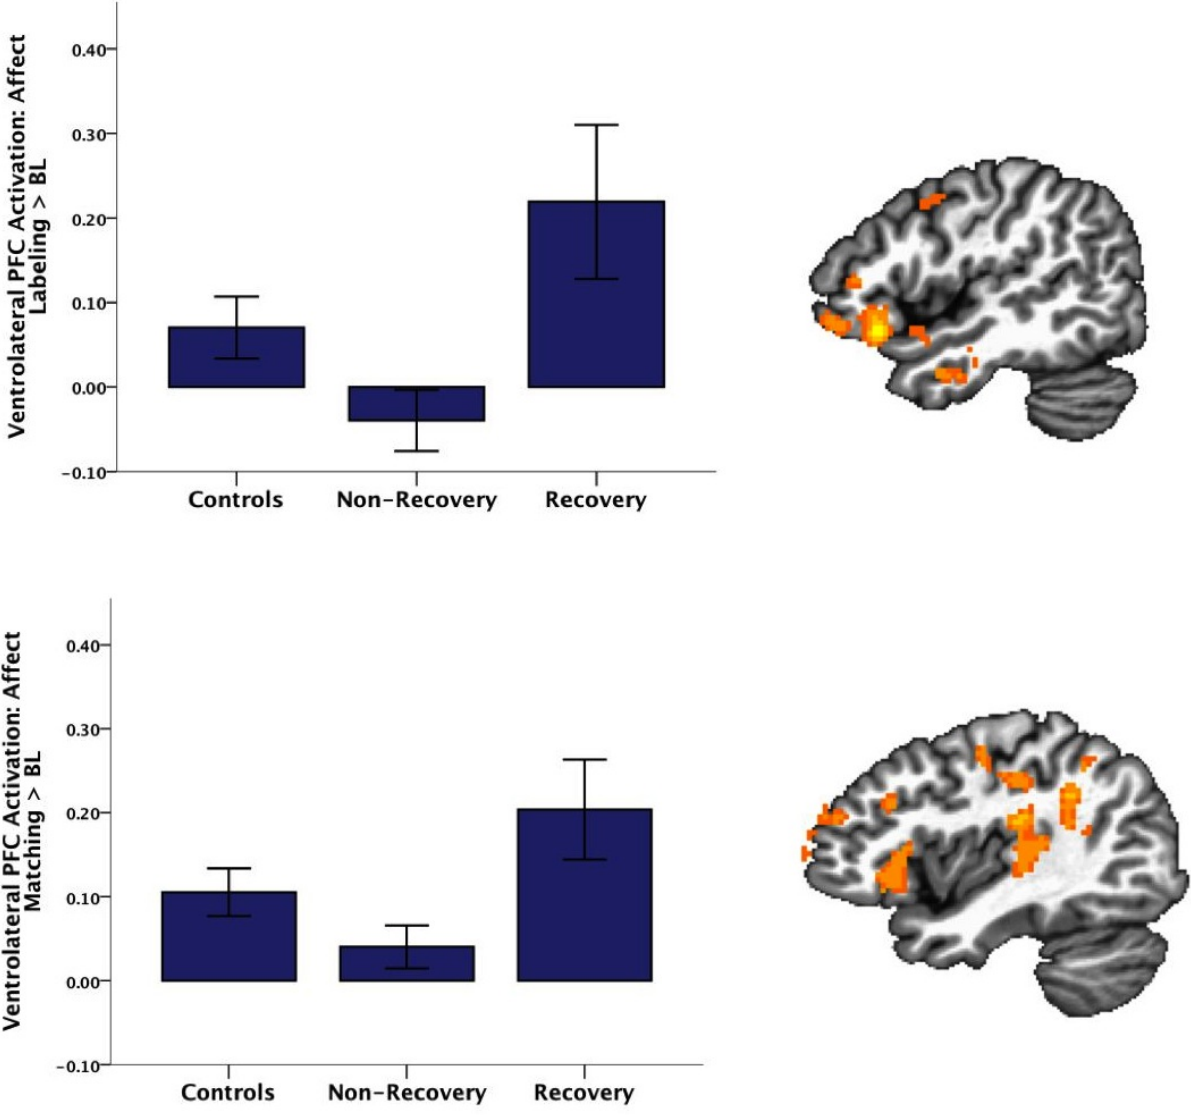 Ventrolateral PFC Activation: Affect
Labeling > BL
0.40
0.30
0.20
0.10
0.00
−0.10
Controls Non−Recovery Recovery
Ventrolateral PFC Activation: Affect
Matching > BL
0.40
0.30
0.20
0.10
0.00
−0.10
Controls Non−Recovery Recovery